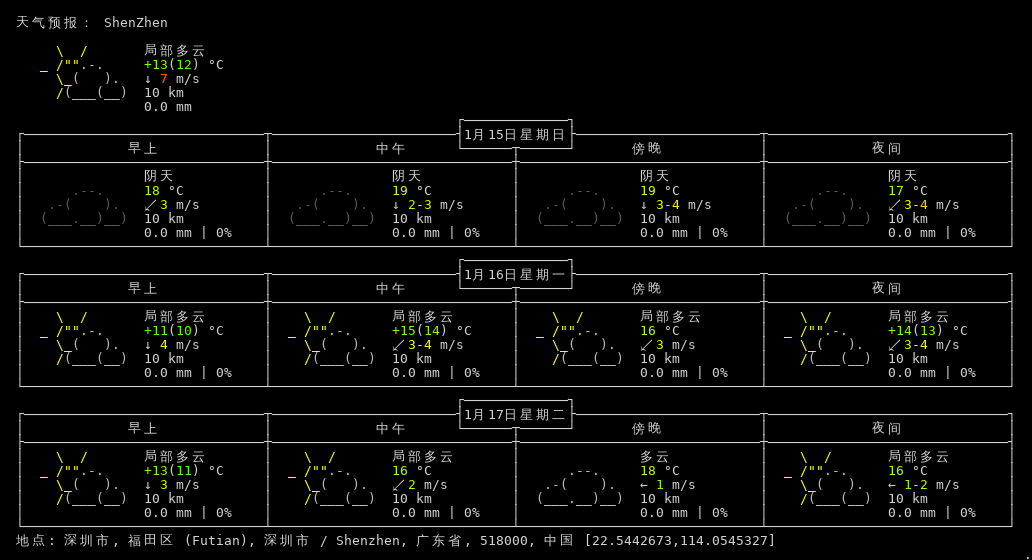 天气预报： ShenZhen
局部多云
+13(12) °C
↓ 7 m/s
10 km
0.0 mm
1月15日星期日
早上 中午 傍晚 夜间
阴天 阴天 阴天 阴天
18 °C 19 °C 19 °C 17 °C
↙ 3 m/s ↓ 2-3 m/s ↓ 3-4 m/s ↙ 3-4 m/s
10 km 10 km 10 km 10 km
0.0 mm | 0% 0.0 mm | 0% 0.0 mm | 0% 0.0 mm | 0%
1月16日星期一
早上 中午 傍晚 夜间
局部多云 局部多云 局部多云 局部多云
+11(10) °C +15(14) °C 16 °C +14(13) °C
↓ 4 m/s ↙ 3-4 m/s ↙ 3 m/s ↙ 3-4 m/s
10 km 10 km 10 km 10 km
0.0 mm | 0% 0.0 mm | 0% 0.0 mm | 0% 0.0 mm | 0%
1月17日星期二
早上 中午 傍晚 夜间
局部多云 局部多云 多云 局部多云
+13(11) °C 16 °C 18 °C 16 °C
↓ 3 m/s ↙ 2 m/s ← 1 m/s ← 1-2 m/s
10 km 10 km 10 km 10 km
0.0 mm | 0% 0.0 mm | 0% 0.0 mm | 0% 0.0 mm | 0%
地点: 深圳市, 福田区 (Futian), 深圳市 / Shenzhen, 广东省, 518000, 中国 [22.5442673,114.0545327]